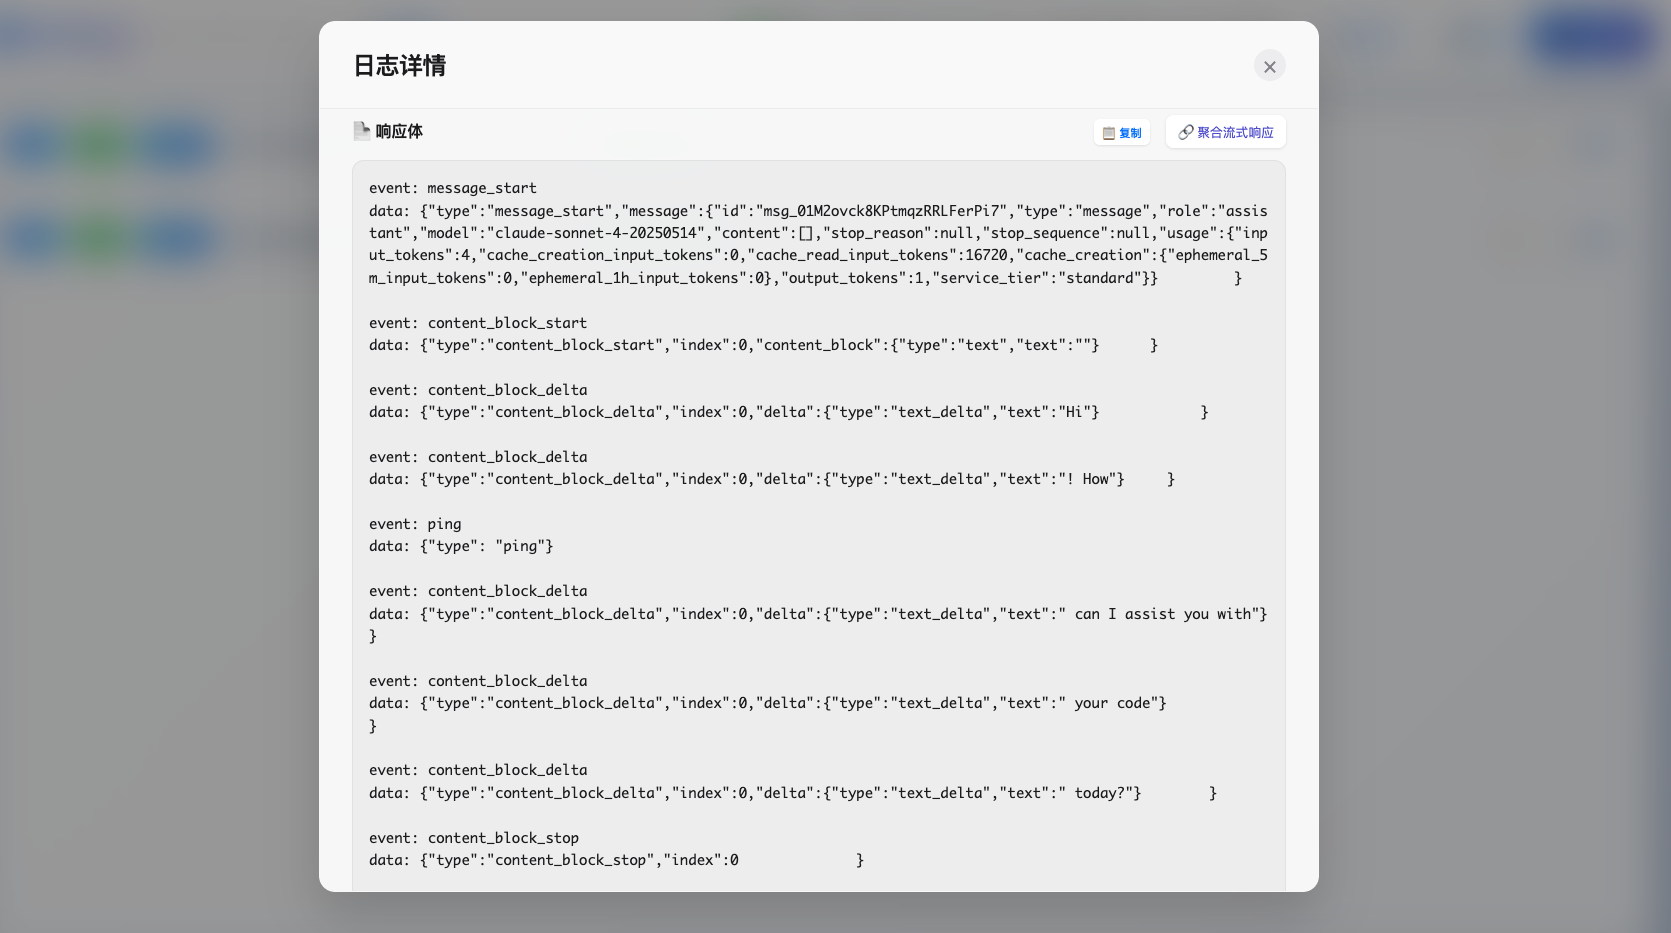 日志详情
响应体
复制
聚合流式响应
event: message_start
data: {"type":"message_start","message":{"id":"msg_01M2ovck8KPtmqzRRLFerPi7","type":"message","role":"assis
tant","model":"claude-sonnet-4-20250514","content":[],"stop_reason":null,"stop_sequence":null,"usage":{"inp
ut_tokens":4,"cache_creation_input_tokens":0,"cache_read_input_tokens":16720,"cache_creation":{"ephemeral_5
m_input_tokens":0,"ephemeral_1h_input_tokens":0},"output_tokens":1,"service_tier":"standard"}}         }
event: content_block_start
data: {"type":"content_block_start","index":0,"content_block":{"type":"text","text":""}      }
event: content_block_delta
data: {"type":"content_block_delta","index":0,"delta":{"type":"text_delta","text":"Hi"}            }
event: content_block_delta
data: {"type":"content_block_delta","index":0,"delta":{"type":"text_delta","text":"! How"}     }
event: ping
data: {"type": "ping"}
event: content_block_delta
data: {"type":"content_block_delta","index":0,"delta":{"type":"text_delta","text":" can I assist you with"}
}
event: content_block_delta
data: {"type":"content_block_delta","index":0,"delta":{"type":"text_delta","text":" your code"}
}
event: content_block_delta
data: {"type":"content_block_delta","index":0,"delta":{"type":"text_delta","text":" today?"}        }
event: content_block_stop
data: {"type":"content_block_stop","index":0              }